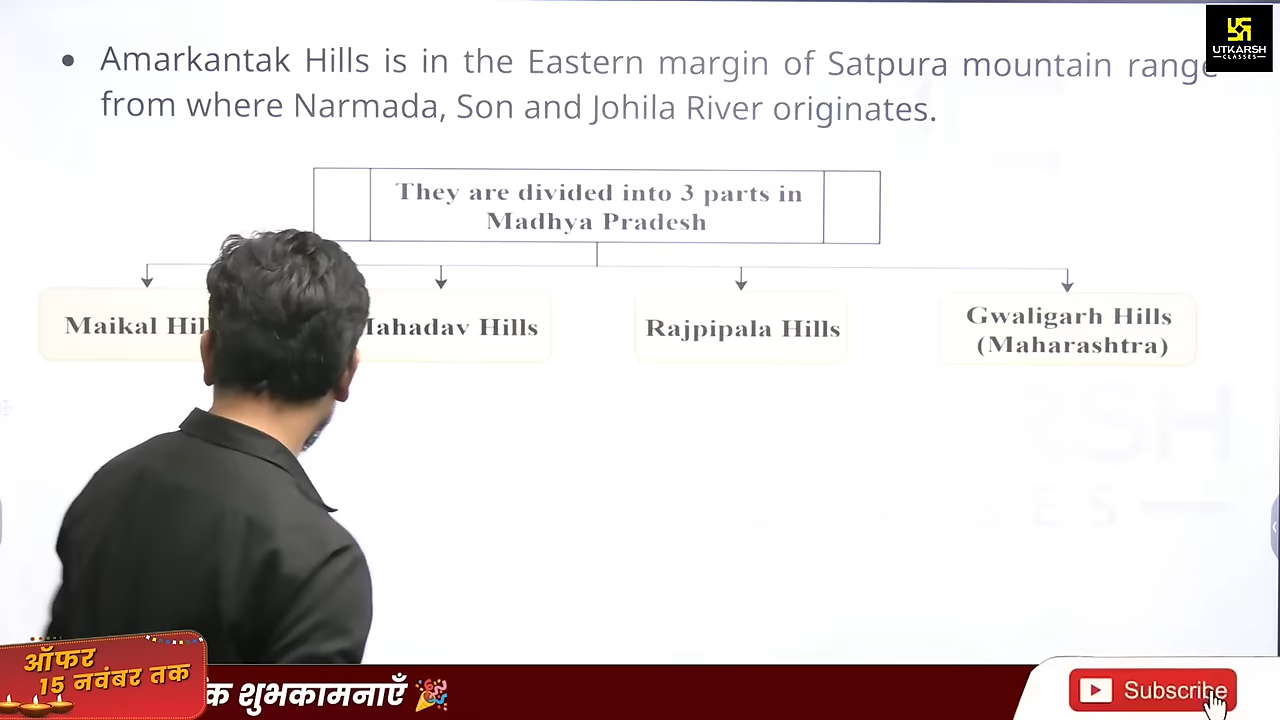 UTKARSH
CLASSES
• Amarkantak Hills is in the Eastern margin of Satpura mountain range
from where Narmada, Son and Johila River originates.
They are divided into 3 parts in
Madhya Pradesh
Maikal
Hills
Rajpipala Hills
Gwaligarh Hills
(Maharashtra)
CLASSES
ऑफर
15 नवंबर तक
शुभकामनाएँ
Subscribe